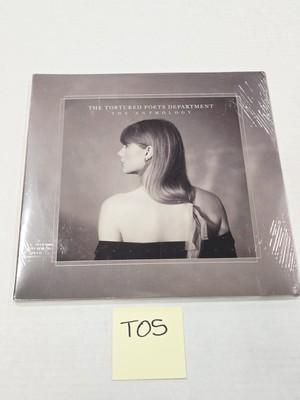 THE TORTURED POETS DEPARTMENT
THE ANTHOLOGY
TOS